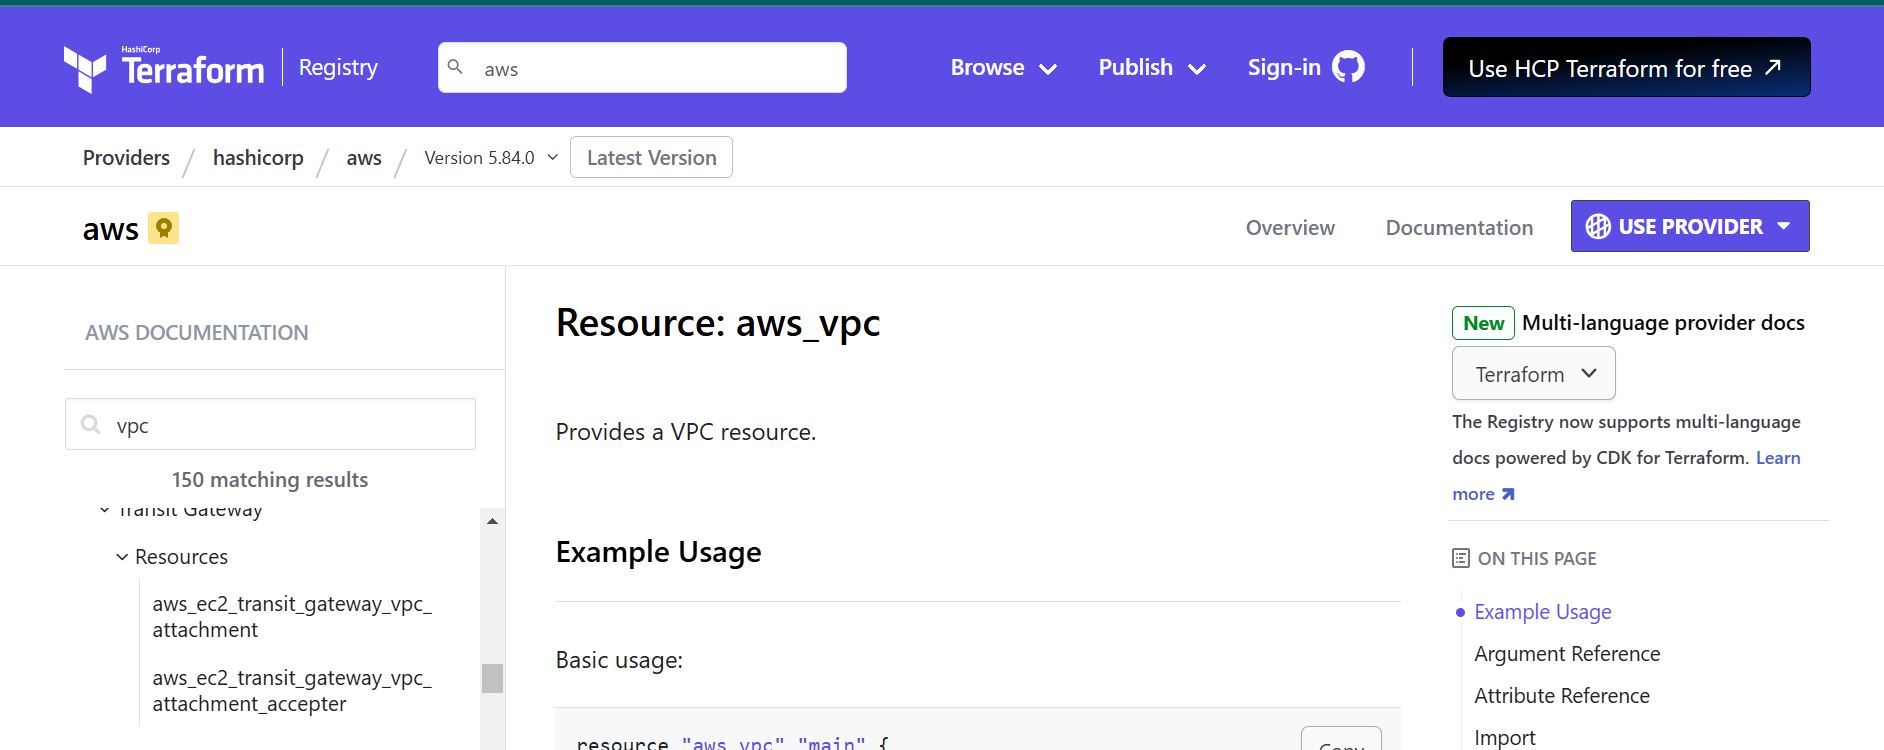 HashiCorp
Terraform
Registry
aws
Browse
Publish
Sign-in
Use HCP Terraform for free
Providers / hashicorp / aws / Version 5.84.0
Latest Version
aws
Overview
Documentation
USE PROVIDER
AWS DOCUMENTATION
vpc
150 matching results
Transit Gateway
Resources
aws_ec2_transit_gateway_vpc_
attachment
aws_ec2_transit_gateway_vpc_
attachment_accepter
Resource: aws_vpc
Provides a VPC resource.
Example Usage
Basic usage:
resource "aws_vpc" "main" {
Copy
New Multi-language provider docs
Terraform
The Registry now supports multi-language
docs powered by CDK for Terraform. Learn
more
ON THIS PAGE
Example Usage
Argument Reference
Attribute Reference
Import